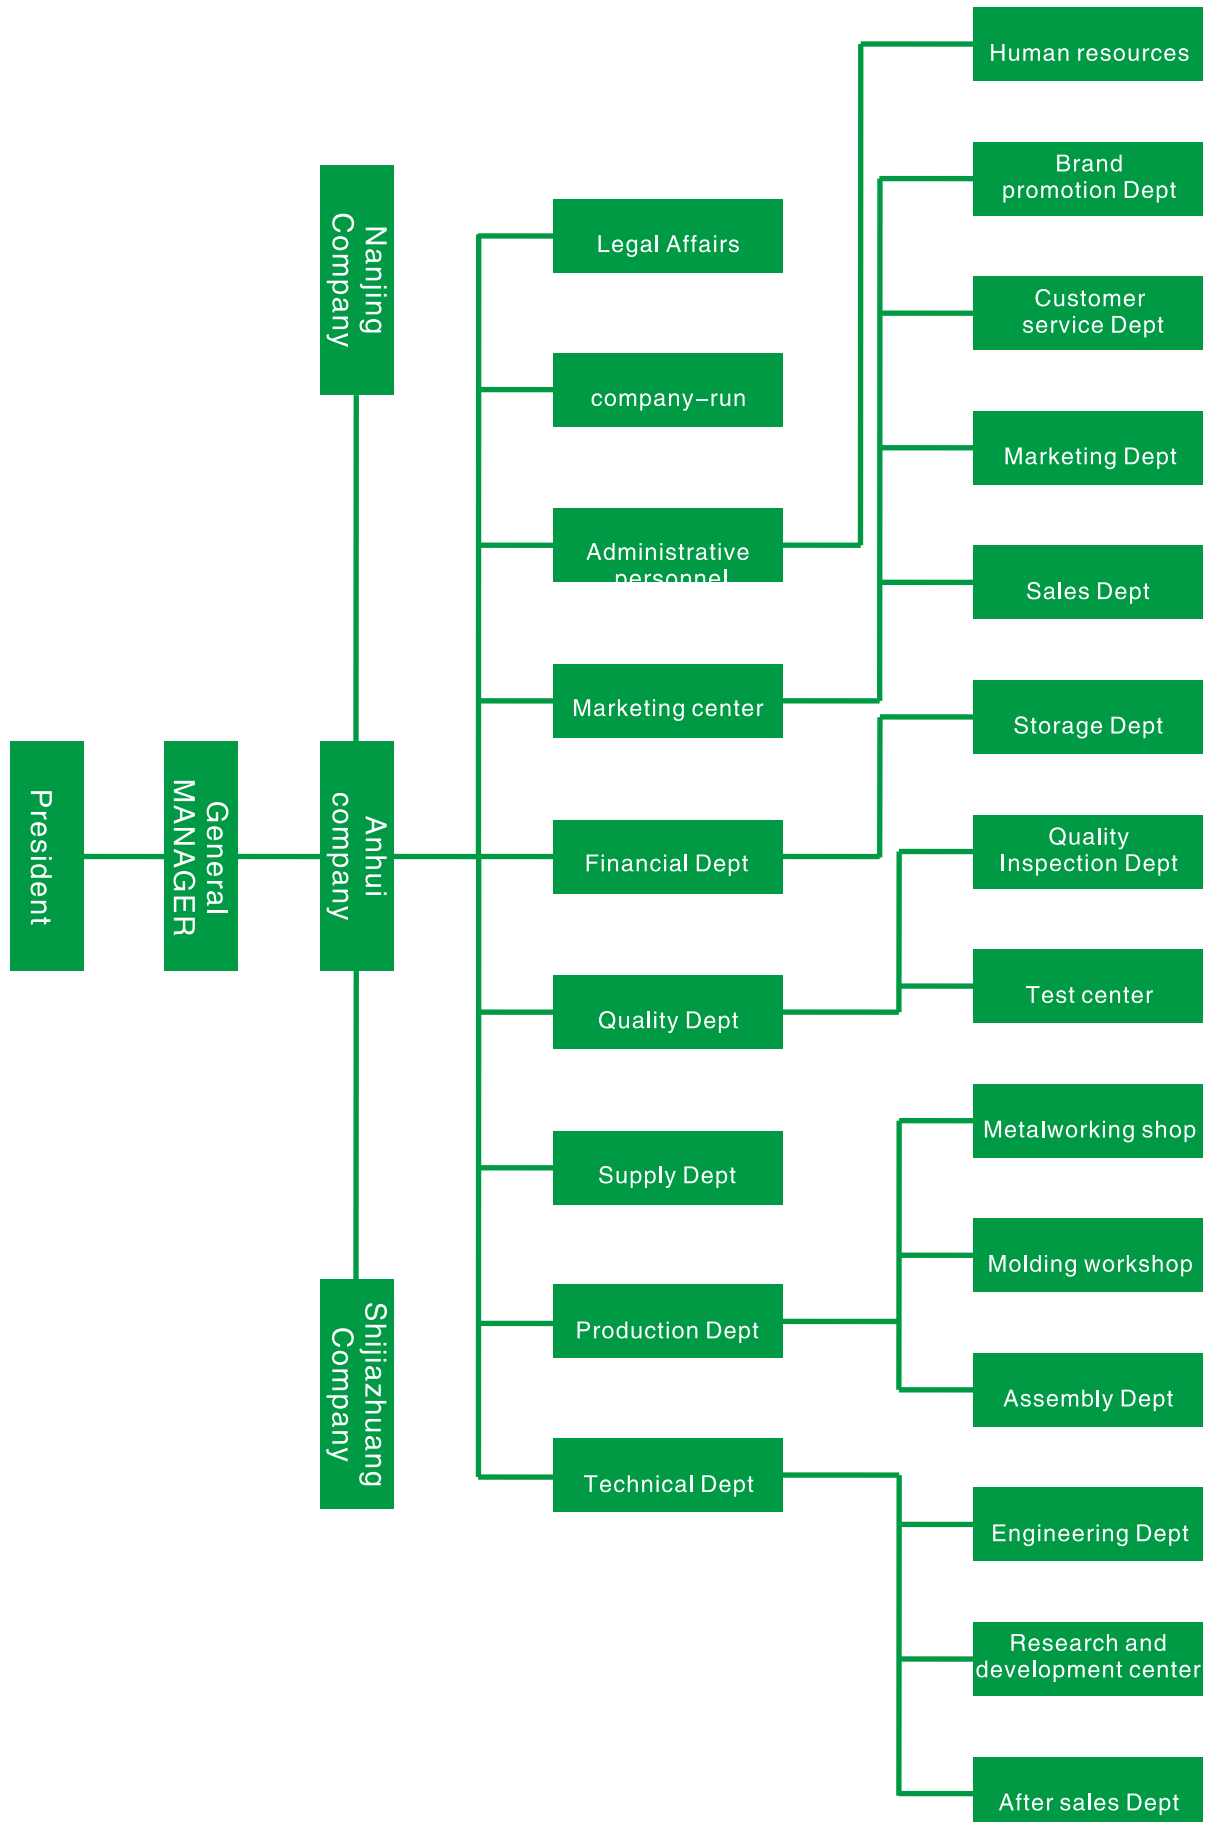 President
General
MANAGER
Nanjing
Company
Anhui
company
Shijiazhuang
Company
Legal Affairs
company–run
Administrative
personnel
Marketing center
Financial Dept
Quality Dept
Supply Dept
Production Dept
Technical Dept
Human resources
Brand
promotion Dept
Customer
service Dept
Marketing Dept
Sales Dept
Storage Dept
Quality
Inspection Dept
Test center
Metalworking shop
Molding workshop
Assembly Dept
Engineering Dept
Research and
development center
After sales Dept